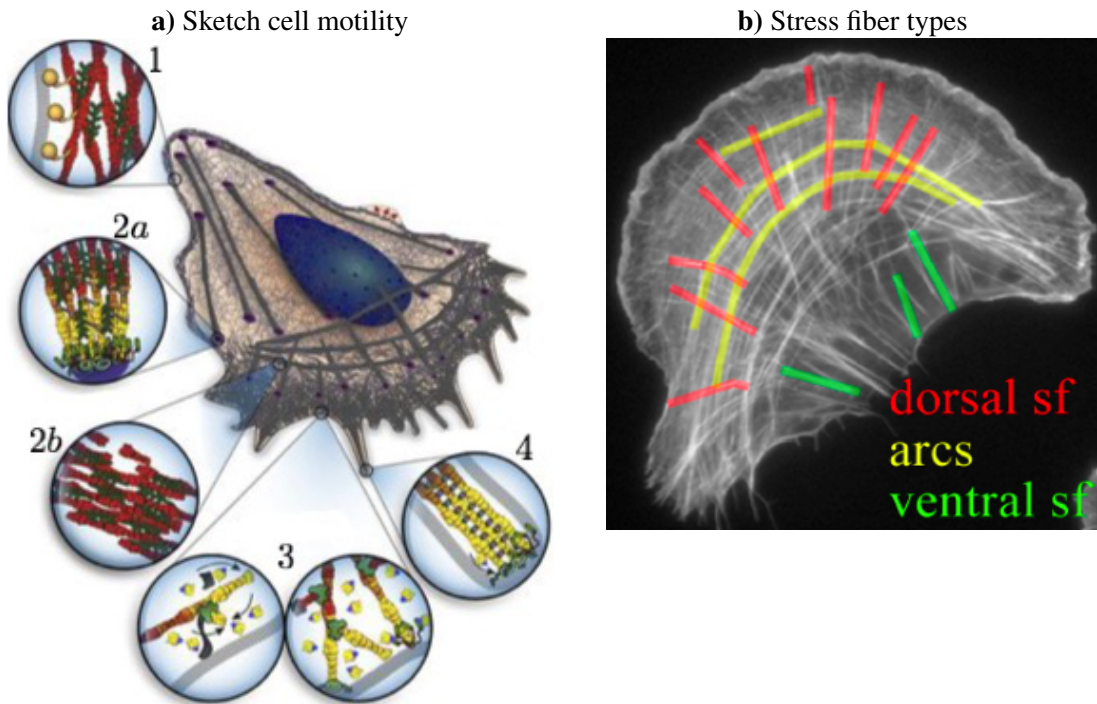 a) Sketch cell motility
b) Stress fiber types
1
2a
2b
3
4
dorsal sf
arcs
ventral sf